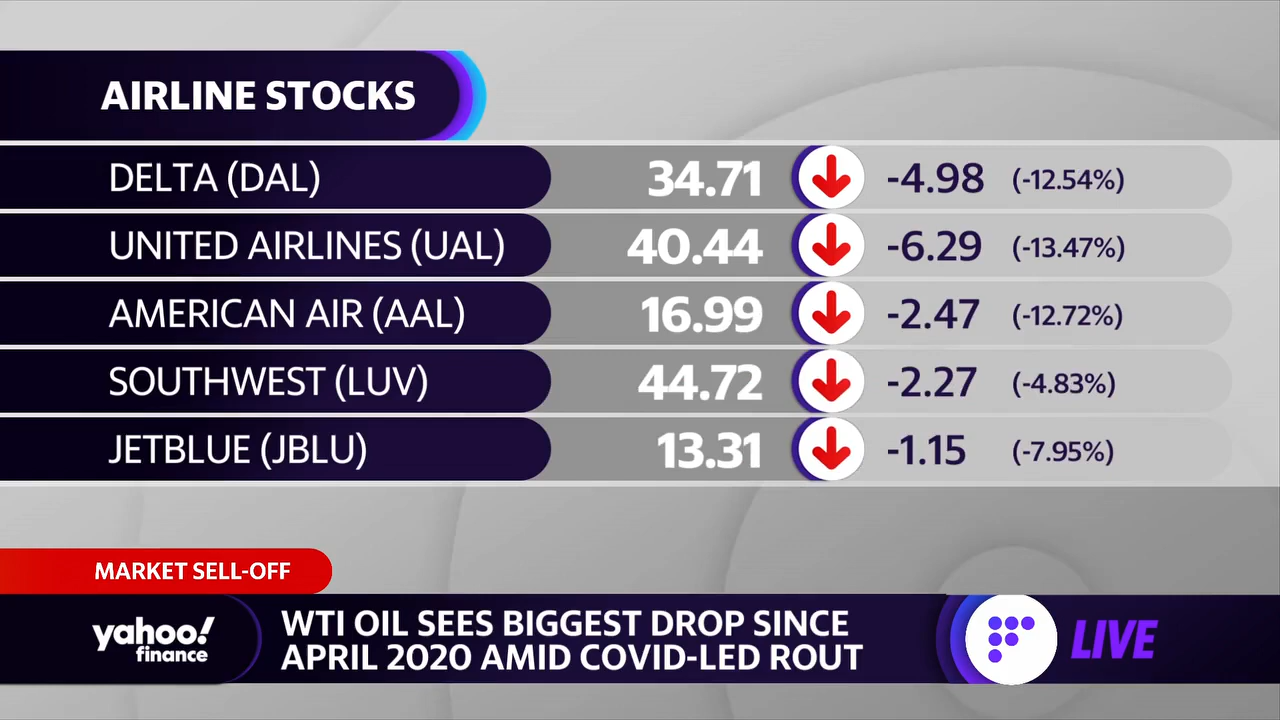 AIRLINE STOCKS
DELTA (DAL) 34.71 -4.98 (-12.54%)
UNITED AIRLINES (UAL) 40.44 -6.29 (-13.47%)
AMERICAN AIR (AAL) 16.99 -2.47 (-12.72%)
SOUTHWEST (LUV) 44.72 -2.27 (-4.83%)
JETBLUE (JBLU) 13.31 -1.15 (-7.95%)
MARKET SELL-OFF
yahoo!
finance
WTI OIL SEES BIGGEST DROP SINCE
APRIL 2020 AMID COVID-LED ROUT
LIVE